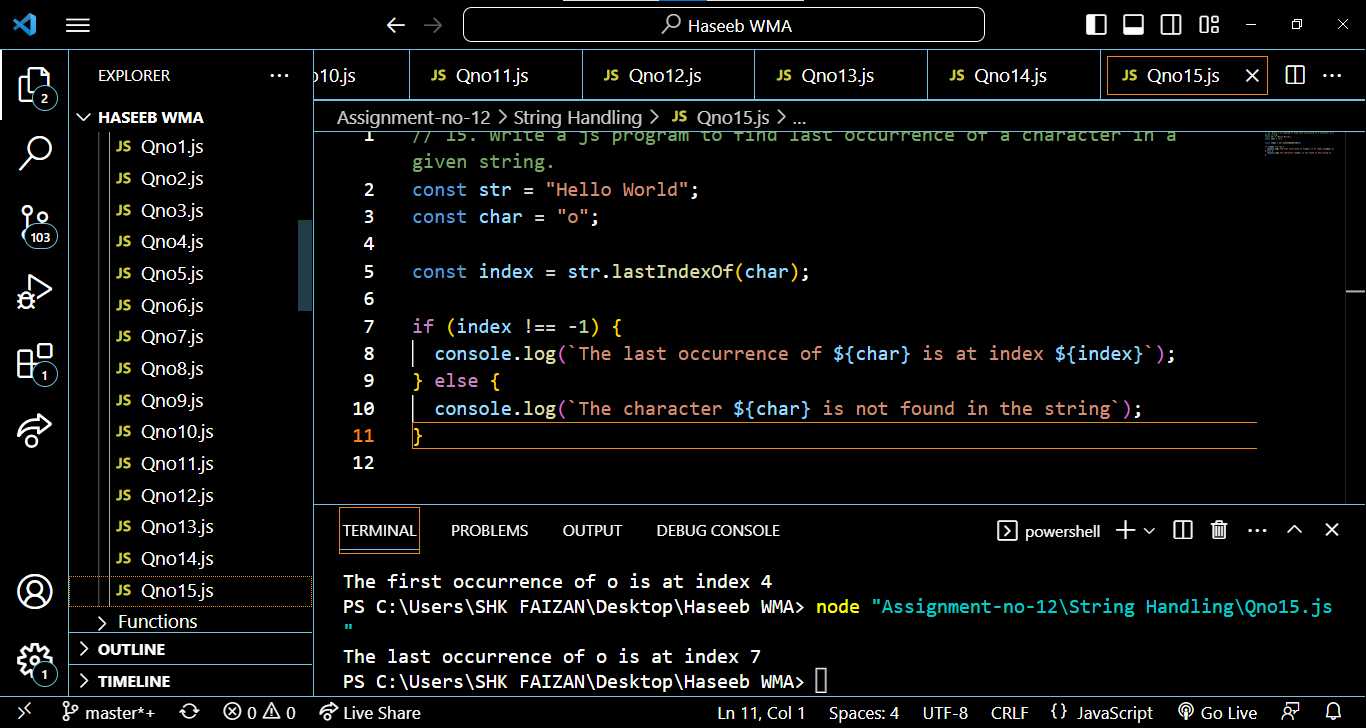 Haseeb WMA
EXPLORER
HASEEB WMA
JS Qno1.js
JS Qno2.js
JS Qno3.js
JS Qno4.js
JS Qno5.js
JS Qno6.js
JS Qno7.js
JS Qno8.js
JS Qno9.js
JS Qno10.js
JS Qno11.js
JS Qno12.js
JS Qno13.js
JS Qno14.js
JS Qno15.js
Functions
OUTLINE
TIMELINE
2
103
1
1
o10.js JS Qno11.js JS Qno12.js JS Qno13.js JS Qno14.js JS Qno15.js
Assignment-no-12 > String Handling > JS Qno15.js > ...
1 // 15. Write a js program to find last occurrence of a character in a
given string.
2 const str = "Hello World";
3 const char = "o";
4
5 const index = str.lastIndexOf(char);
6
7 if (index !== -1) {
8 console.log(`The last occurrence of ${char} is at index ${index}`);
9 } else {
10 console.log(`The character ${char} is not found in the string`);
11 }
12
TERMINAL PROBLEMS OUTPUT DEBUG CONSOLE powershell
The first occurrence of o is at index 4
PS C:\Users\SHK FAIZAN\Desktop\Haseeb WMA> node "Assignment-no-12\String Handling\Qno15.js
"
The last occurrence of o is at index 7
PS C:\Users\SHK FAIZAN\Desktop\Haseeb WMA>
master*+ 0 0 Live Share Ln 11, Col 1 Spaces: 4 UTF-8 CRLF {} JavaScript Go Live